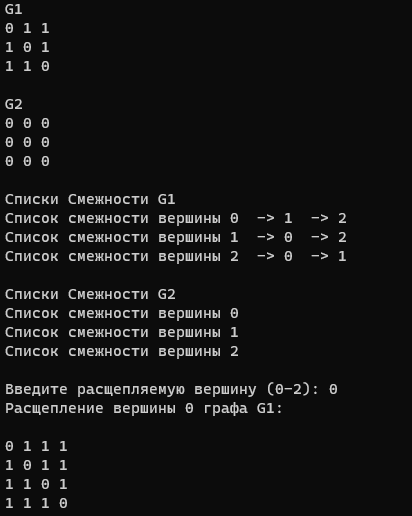 G1
0 1 1
1 0 1
1 1 0
G2
0 0 0
0 0 0
0 0 0
Списки Смежности G1
Список смежности вершины 0  -> 1  -> 2
Список смежности вершины 1  -> 0  -> 2
Список смежности вершины 2  -> 0  -> 1
Списки Смежности G2
Список смежности вершины 0
Список смежности вершины 1
Список смежности вершины 2
Введите расщепляемую вершину (0-2): 0
Расщепление вершины 0 графа G1:
0 1 1 1
1 0 1 1
1 1 0 1
1 1 1 0